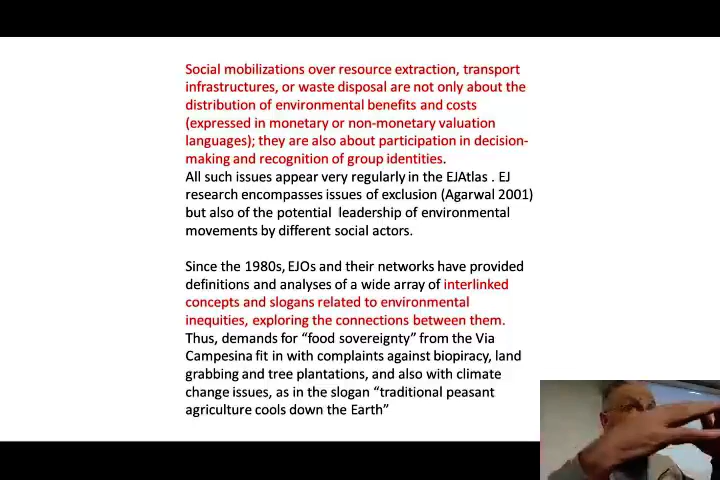 Social mobilizations over resource extraction, transport
infrastructures, or waste disposal are not only about the
distribution of environmental benefits and costs
(expressed in monetary or non-monetary valuation
languages); they are also about participation in decision-
making and recognition of group identities.
All such issues appear very regularly in the EJAtlas . EJ
research encompasses issues of exclusion (Agarwal 2001)
but also of the potential leadership of environmental
movements by different social actors.
Since the 1980s, EJOs and their networks have provided
definitions and analyses of a wide array of interlinked
concepts and slogans related to environmental
inequities, exploring the connections between them.
Thus, demands for “food sovereignty” from the Via
Campesina fit in with complaints against biopiracy, land
grabbing and tree plantations, and also with climate
change issues, as in the slogan “traditional peasant
agriculture cools down the Earth”